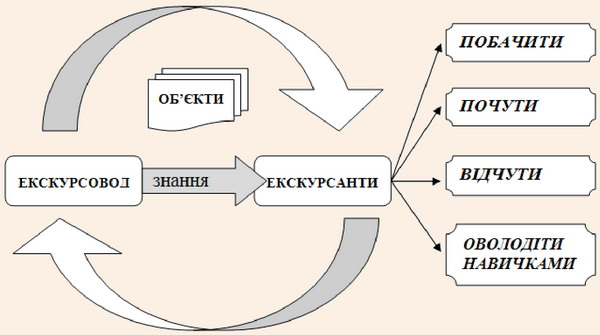 ОБ’ЄКТИ
ЕКСКУРСОВОД
знання
ЕКСКУРСАНТИ
ПОБАЧИТИ
ПОЧУТИ
ВІДЧУТИ
ОВОЛОДІТИ
НАВИЧКАМИ